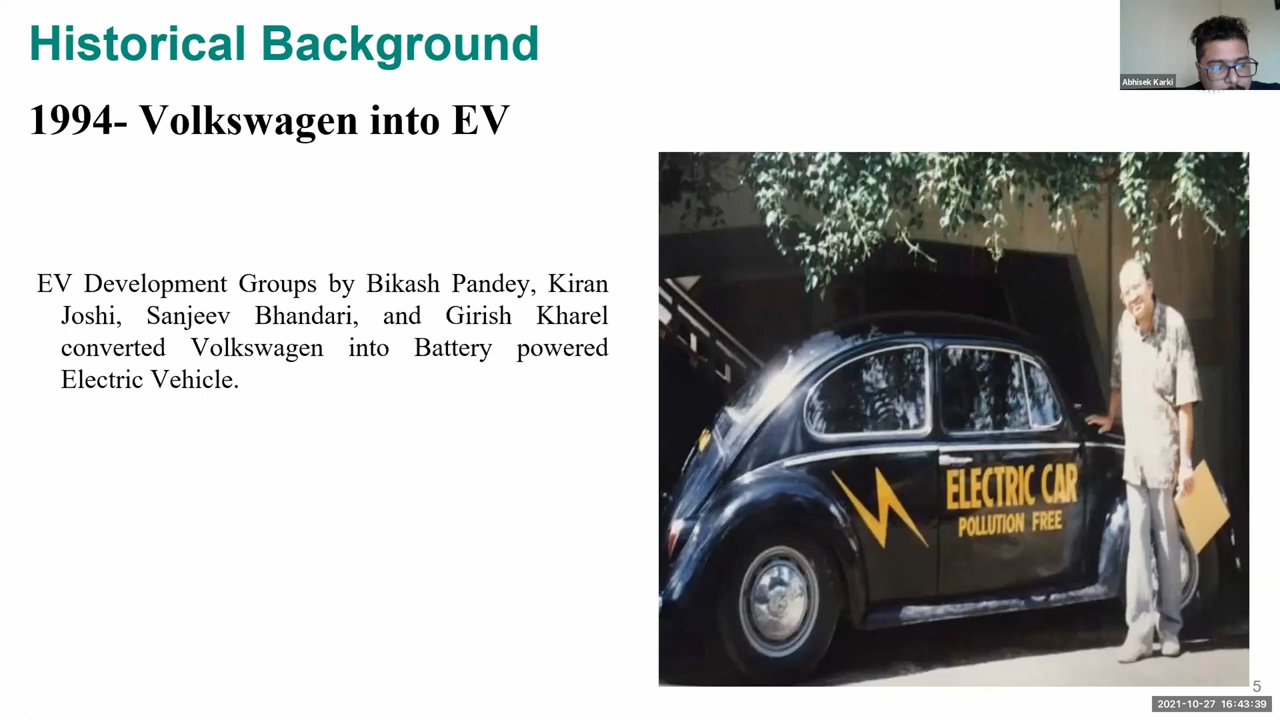 Historical Background
Abhisek Karki
1994- Volkswagen into EV
EV Development Groups by Bikash Pandey, Kiran
Joshi, Sanjeev Bhandari, and Girish Kharel
converted Volkswagen into Battery powered
Electric Vehicle.
ELECTRIC CAR
POLLUTION FREE
5
2021-10-27 16:43:39